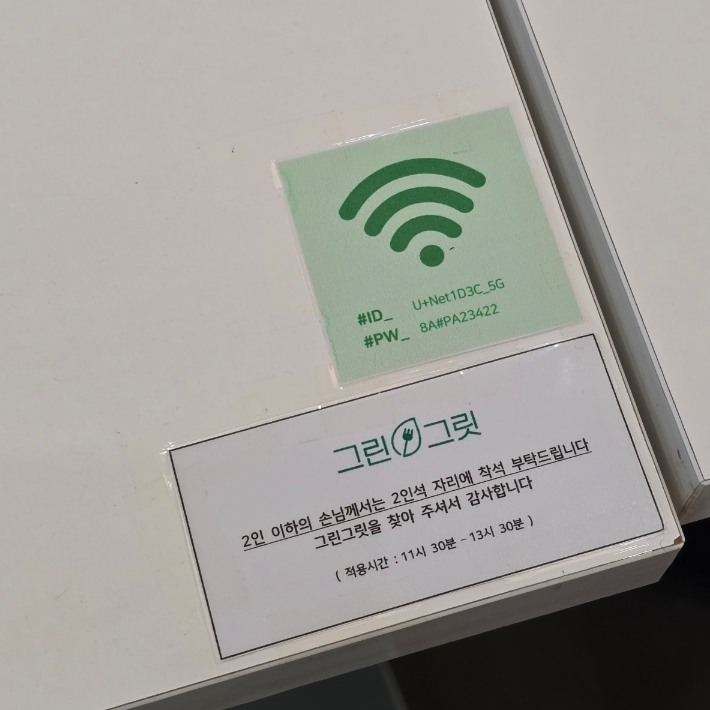 #ID_ U+Net1D3C_5G
#PW_ 8A#PA23422
그린그릿
2인 이하의 손님께서는 2인석 자리에 착석 부탁드립니다
그린그릿을 찾아 주셔서 감사합니다
( 적용시간 : 11시 30분 - 13시 30분 )